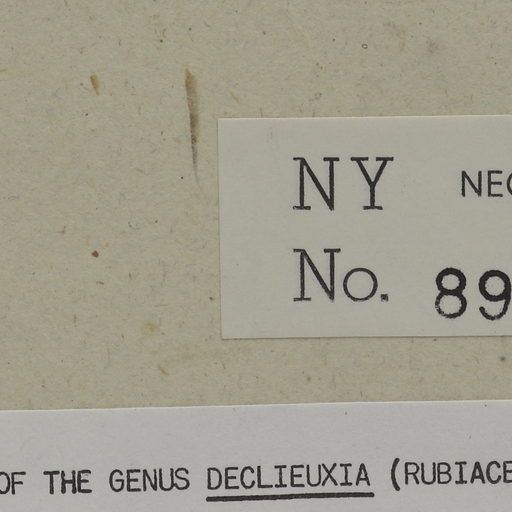 NY NEG
No. 89
OF THE GENUS DECLIEUXIA (RUBIACE